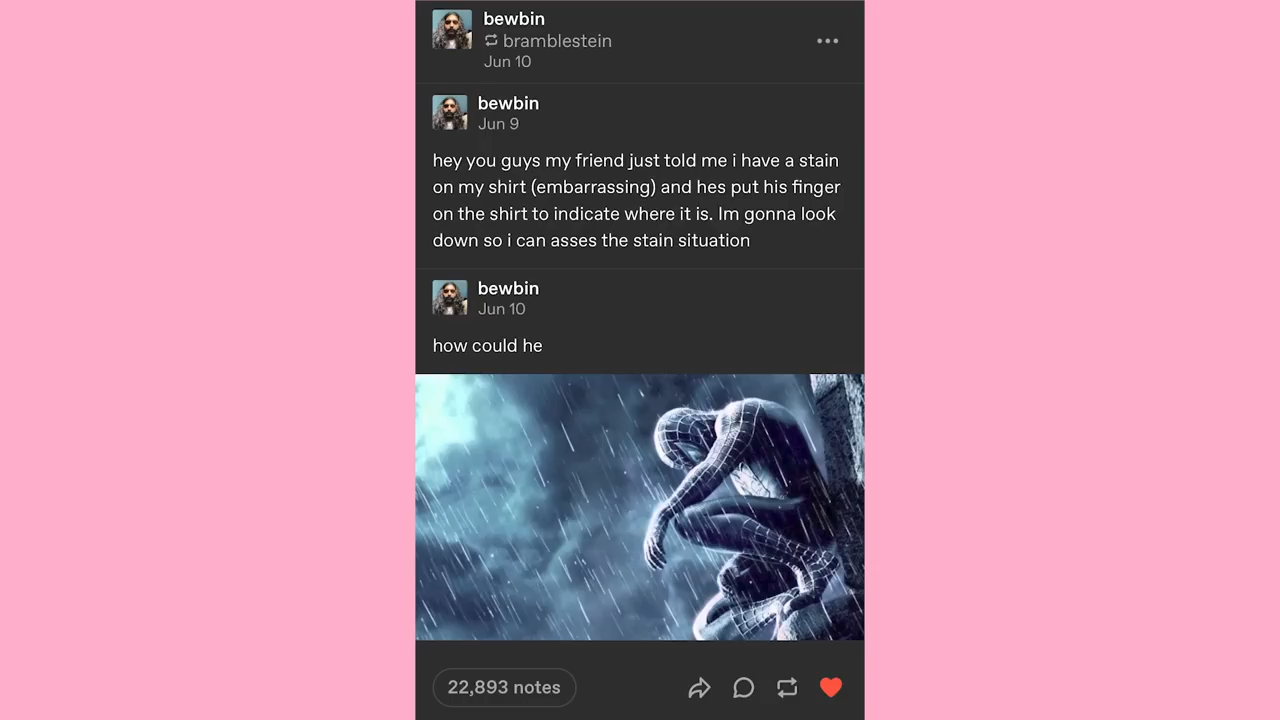 bewbin
bramblestein
Jun 10
bewbin
Jun 9
hey you guys my friend just told me i have a stain
on my shirt (embarrassing) and hes put his finger
on the shirt to indicate where it is. Im gonna look
down so i can asses the stain situation
bewbin
Jun 10
how could he
22,893 notes